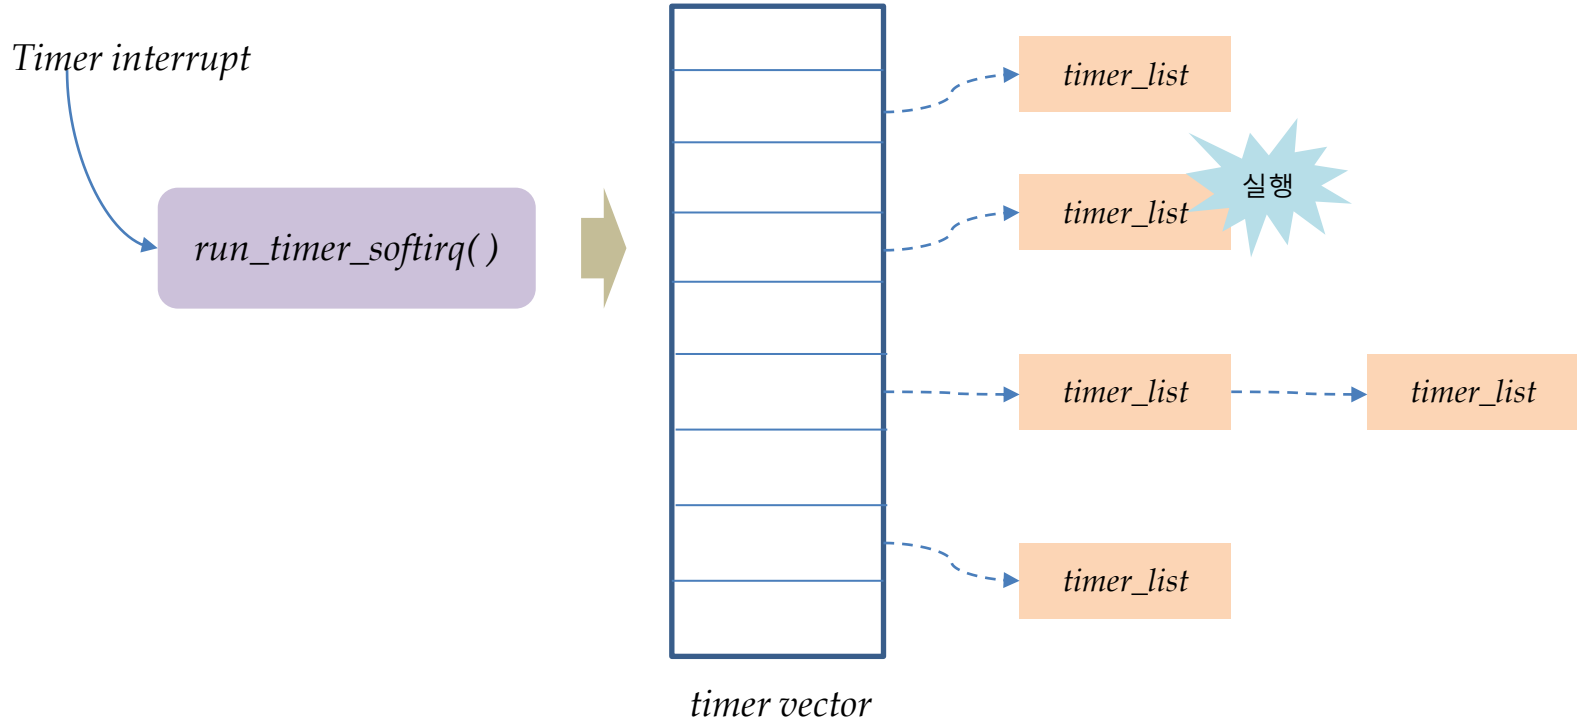 Timer interrupt
timer_list
실행
timer_list
run_timer_softirq( )
timer_list
timer_list
timer_list
timer vector